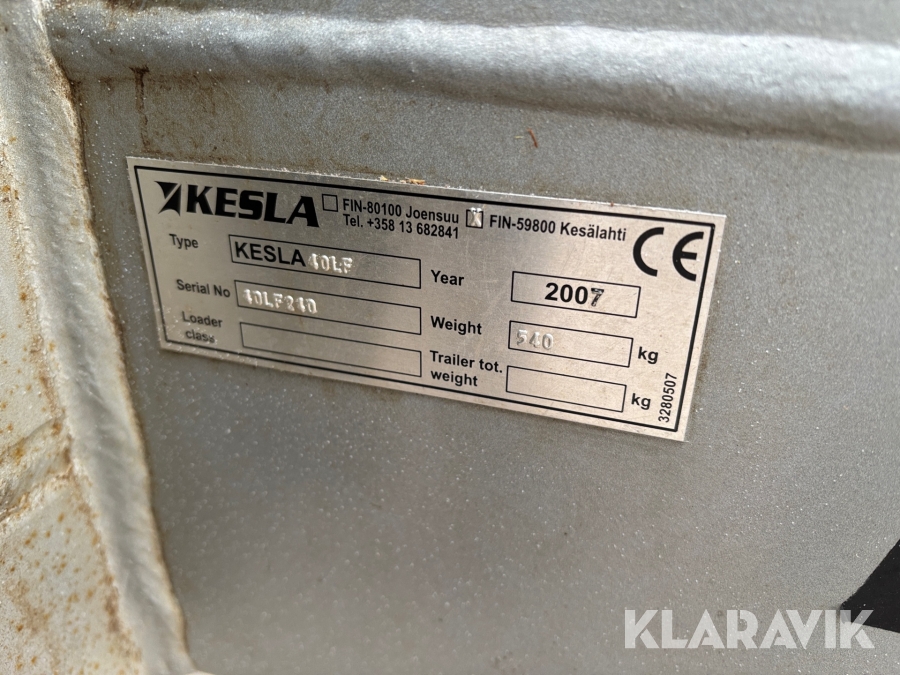 KESLA
FIN-80100 Joensuu X FIN-59800 Kesälahti
Tel. +358 13 682841
CE
Type KESLA 40LF
Year 2007
Serial No 40LF240
Weight 540 kg
Loader class
Trailer tot. weight kg
3280507
KLARAVIK